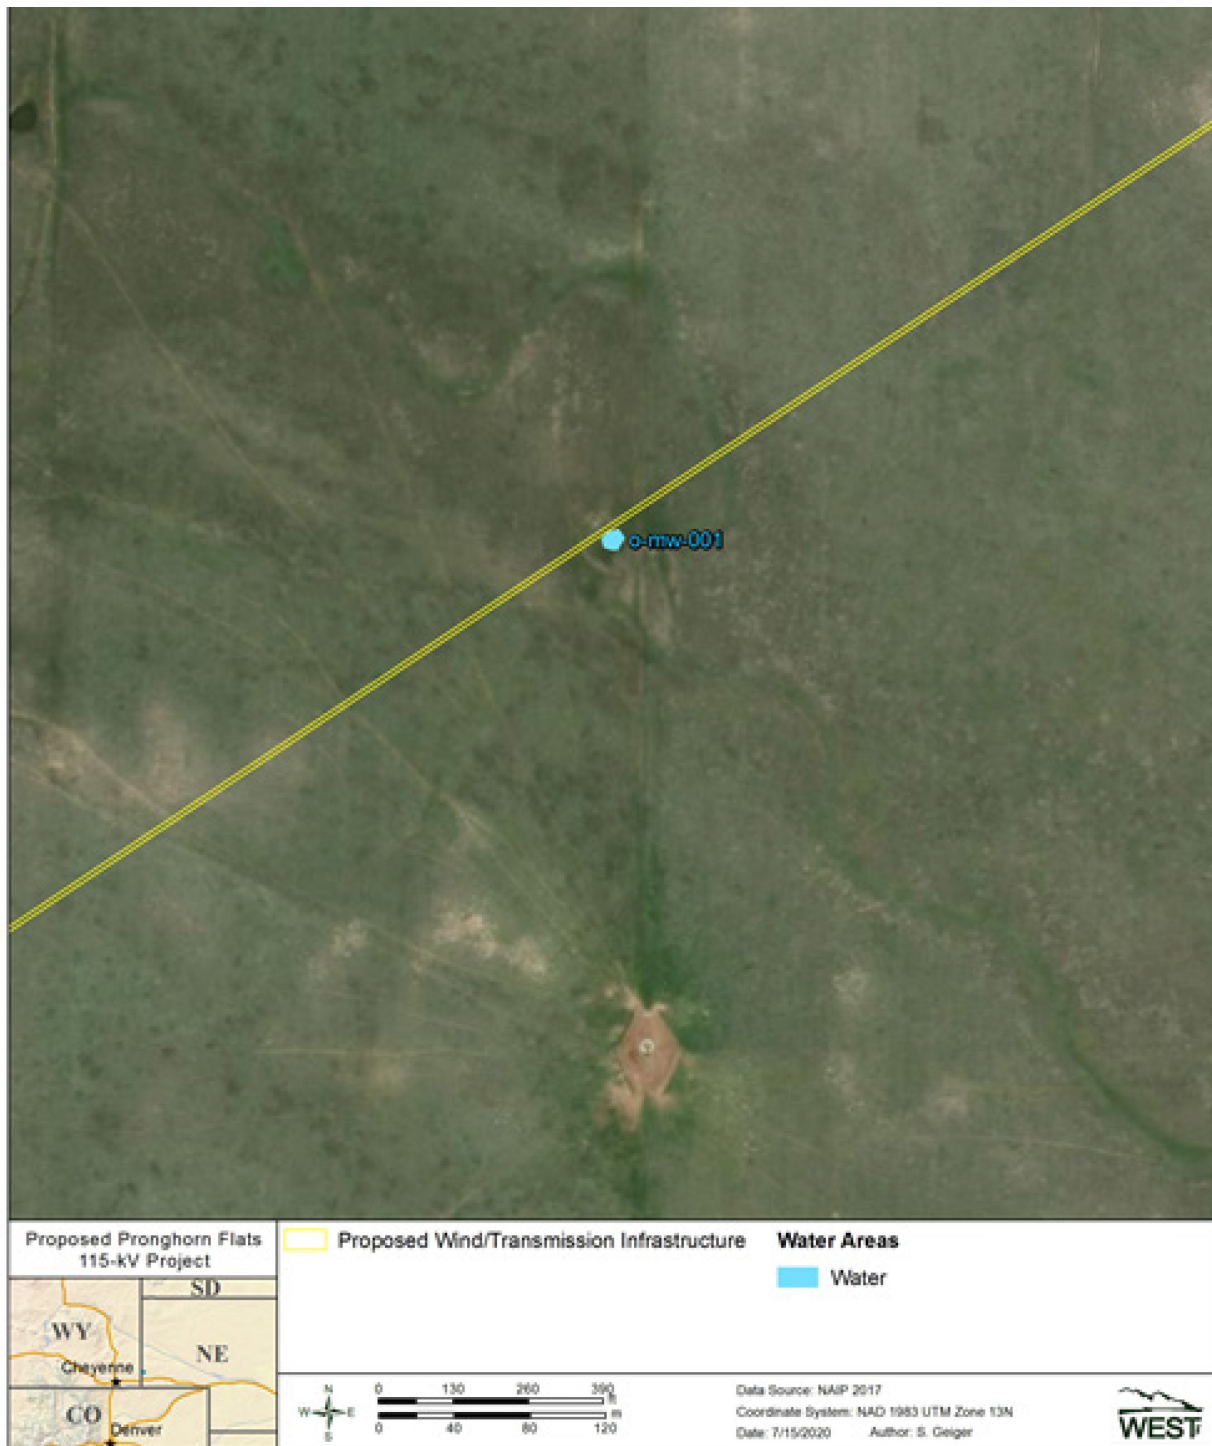 o-mw-001
Proposed Pronghorn Flats
115-kV Project
Proposed Wind/Transmission Infrastructure
Water Areas
Water
SD
WY
NE
Cheyenne
CO
Denver
N
W E
S
0 130 260 390
ft
m
0 40 80 120
Data Source: NAIP 2017
Coordinate System: NAD 1983 UTM Zone 13N
Date: 7/15/2020 Author: S. Geiger
WEST